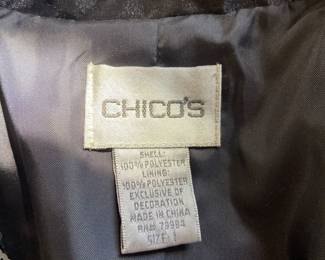 CHICO'S
SHELL:
100% POLYESTER
LINING:
100% POLYESTER
EXCLUSIVE OF
DECORATION
MADE IN CHINA
RN# 79984
SIZE: 1